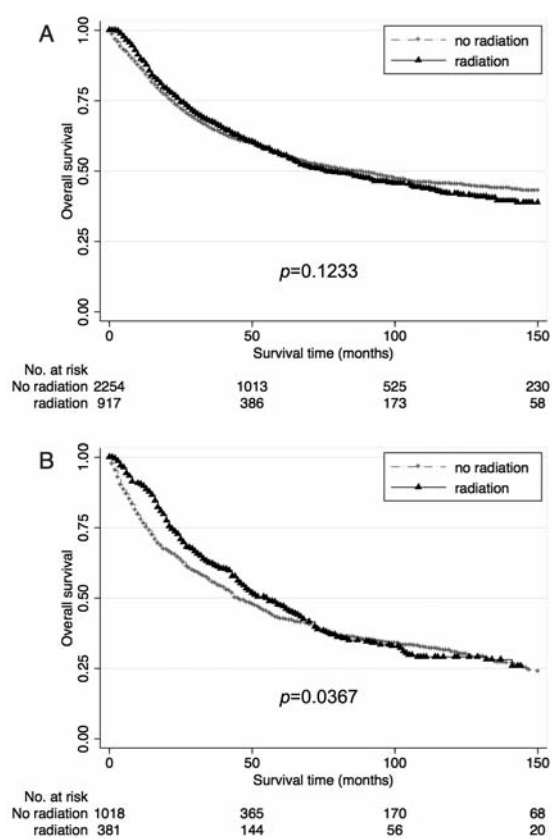 A
no radiation
radiation
1.00
0.75
0.50
0.25
0.00
Overall survival
p=0.1233
0 50 100 150
Survival time (months)
No. at risk
No radiation 2254 1013 525 230
radiation 917 386 173 58
B
no radiation
radiation
1.00
0.75
0.50
0.25
0.00
Overall survival
p=0.0367
0 50 100 150
Survival time (months)
No. at risk
No radiation 1018 365 170 68
radiation 381 144 56 20